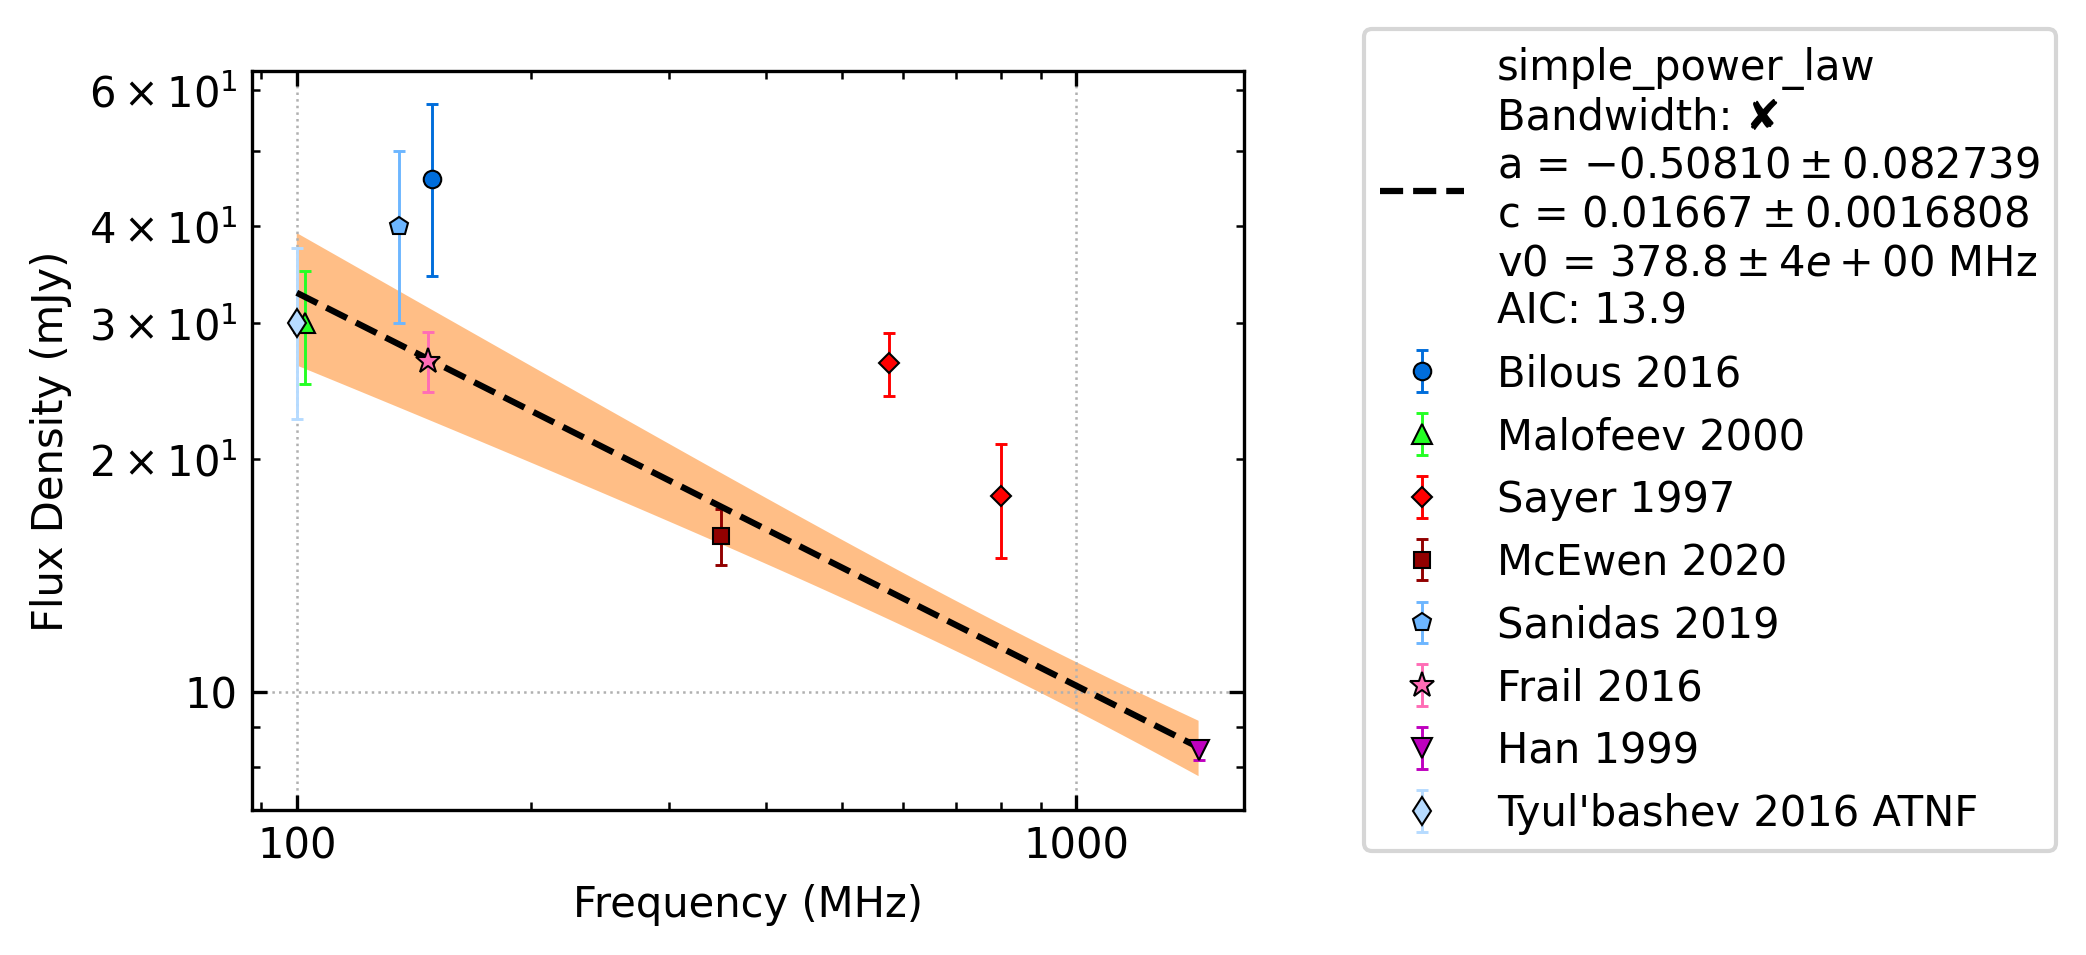 6 × 10¹
4 × 10¹
3 × 10¹
2 × 10¹
10
Flux Density (mJy)
100
1000
Frequency (MHz)
simple_power_law
Bandwidth: ✘
a = −0.50810 ± 0.082739
c = 0.01667 ± 0.0016808
v0 = 378.8 ± 4e + 00 MHz
AIC: 13.9
Bilous 2016
Malofeev 2000
Sayer 1997
McEwen 2020
Sanidas 2019
Frail 2016
Han 1999
Tyul'bashev 2016 ATNF